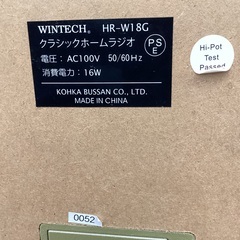 WINTECH® HR-W18G
クラシックホームラジオ
電圧：AC100V 50/60Hz
消費電力：16W
PS
E
KOHKA BUSSAN CO., LTD.
MADE IN CHINA
Hi-Pot
Test
Passed
0052